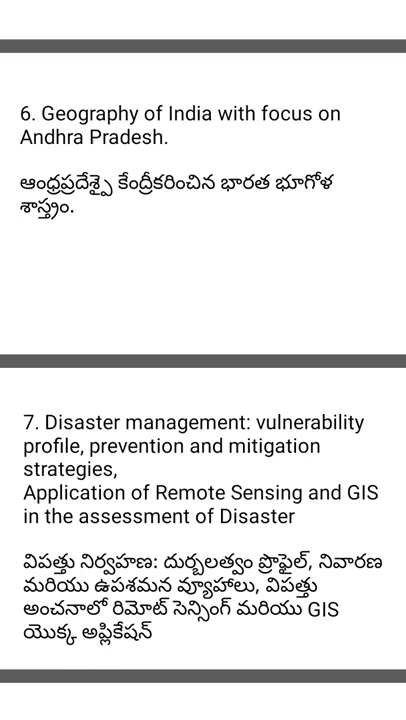 6. Geography of India with focus on
Andhra Pradesh.
ఆంధ్రప్రదేశ్పై కేంద్రీకరించిన భారత భూగోళ
శాస్త్రం.
7. Disaster management: vulnerability
profile, prevention and mitigation
strategies,
Application of Remote Sensing and GIS
in the assessment of Disaster
విపత్తు నిర్వహణ: దుర్బలత్వం ప్రొఫైల్, నివారణ
మరియు ఉపశమన వ్యూహాలు, విపత్తు
అంచనాలో రిమోట్ సెన్సింగ్ మరియు GIS
యొక్క అప్లికేషన్